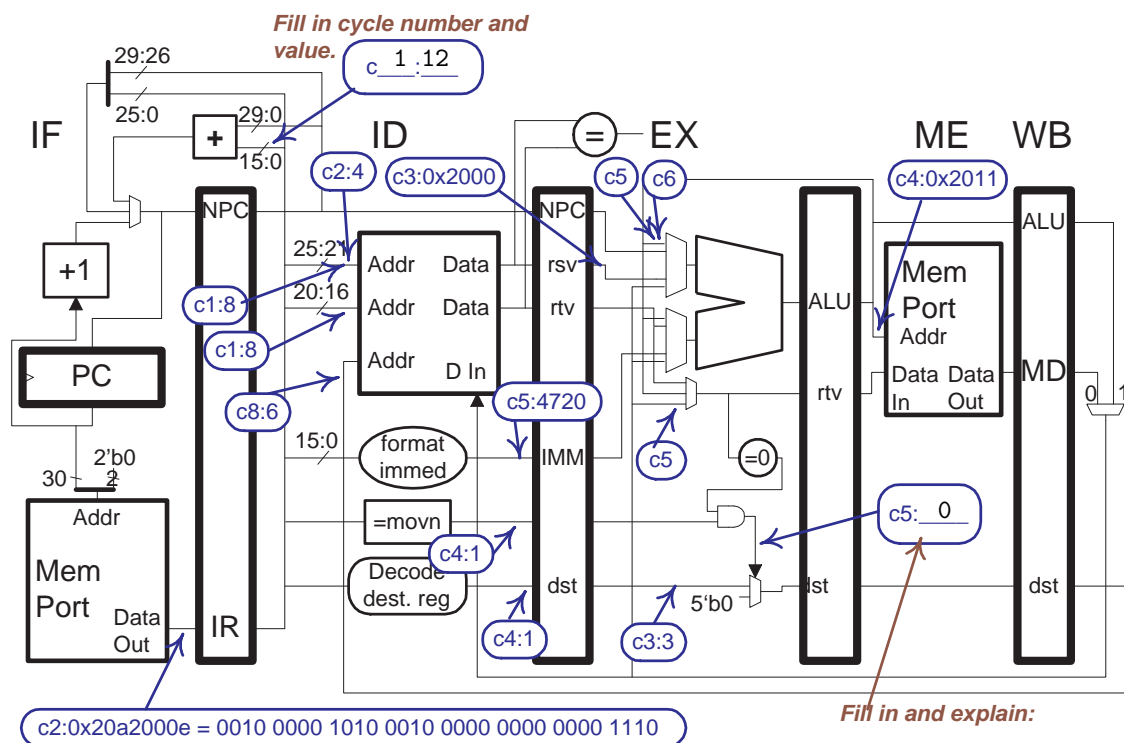 Fill in cycle number and
value.
c 1 : 12
29:26
25:0
29:0
15:0
+
=
IF
ID
EX
ME
WB
c2:4
c3:0x2000
c5
c6
c4:0x2011
NPC
NPC
ALU
+1
25:21
20:16
Addr
Data
Addr
Data
Addr
D In
rsv
rtv
c1:8
c1:8
c8:6
ALU
Mem
Port
Addr
Data
In
Data
Out
rtv
MD
0
1
PC
c5:4720
15:0
format
immed
IMM
c5
=0
2'b0
30
2
Addr
Mem
Port
Data
Out
IR
=movn
c4:1
Decode
dest. reg
dst
c4:1
c3:3
5'b0
dst
dst
c5: 0
c2:0x20a2000e = 0010 0000 1010 0010 0000 0000 0000 1110
Fill in and explain: